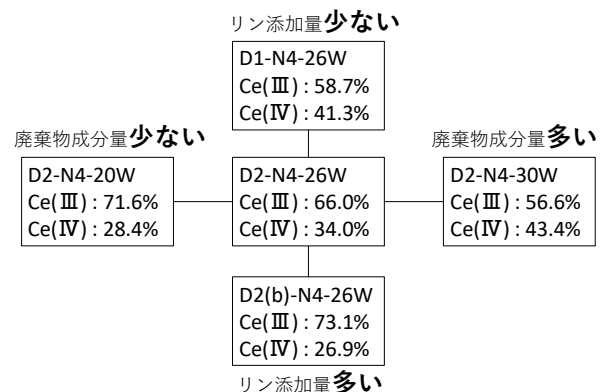 リン添加量少ない
D1-N4-26W
Ce(Ⅲ) : 58.7%
Ce(Ⅳ) : 41.3%
廃棄物成分量少ない
D2-N4-20W
Ce(Ⅲ) : 71.6%
Ce(Ⅳ) : 28.4%
D2-N4-26W
Ce(Ⅲ) : 66.0%
Ce(Ⅳ) : 34.0%
廃棄物成分量多い
D2-N4-30W
Ce(Ⅲ) : 56.6%
Ce(Ⅳ) : 43.4%
D2(b)-N4-26W
Ce(Ⅲ) : 73.1%
Ce(Ⅳ) : 26.9%
リン添加量多い